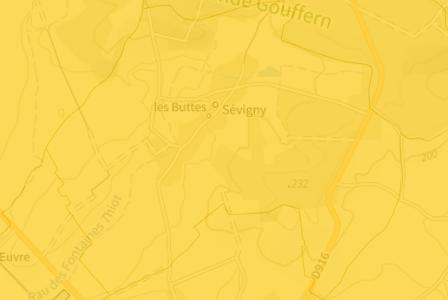 de Gouffern
les Buttes
Sévigny
232
200
Euvre
Rau des Fontaines Thiot
D916